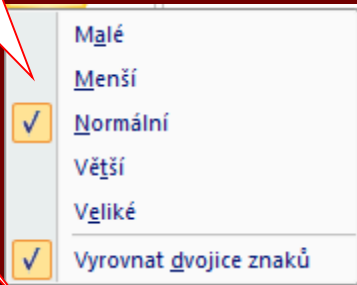 Malé
Menší
Normální
Větší
Veliké
Vyrovnat dvojice znaků